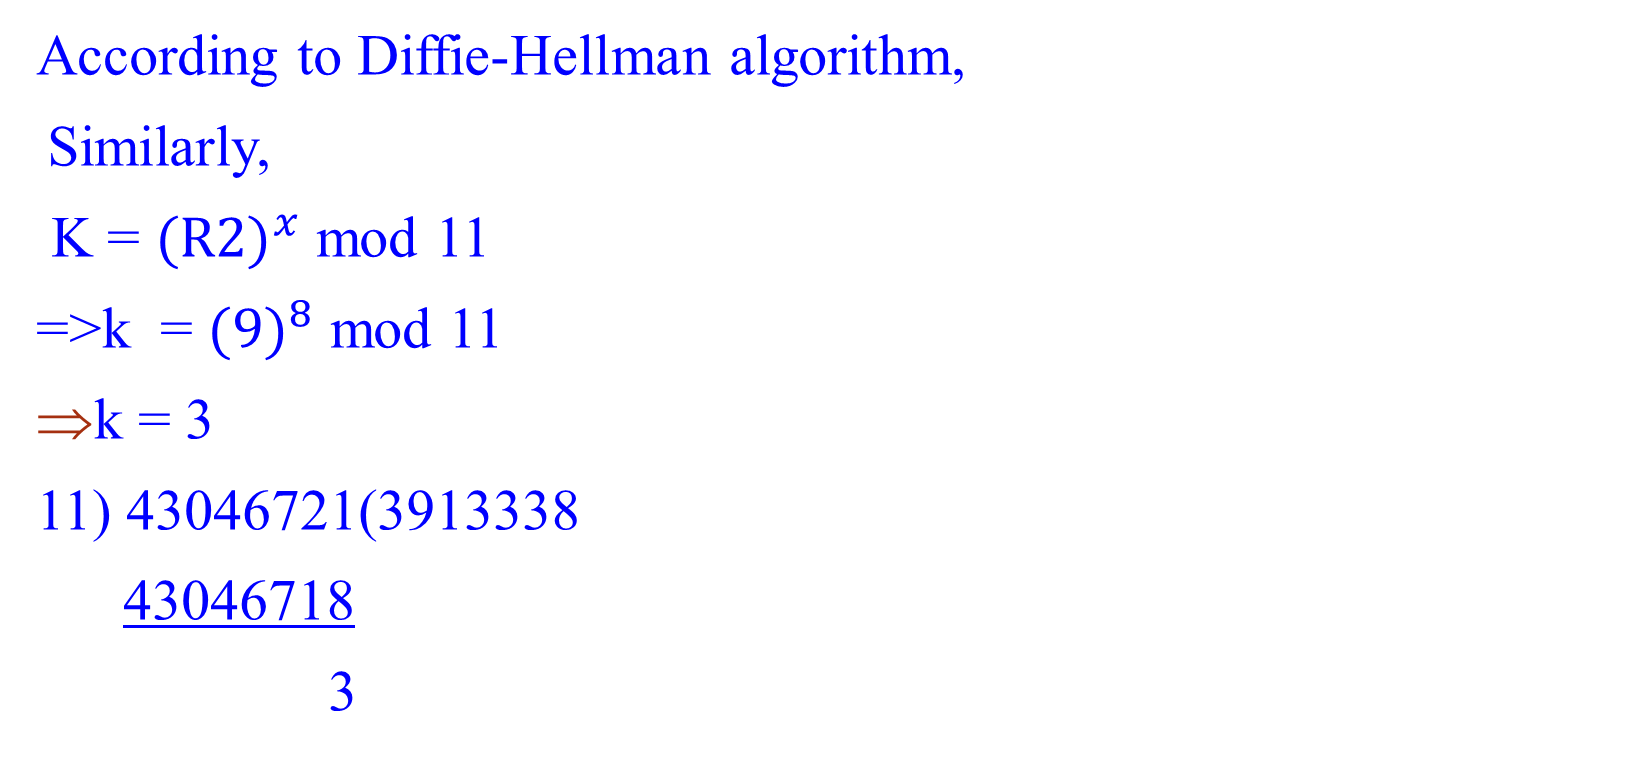 According to Diffie-Hellman algorithm,
Similarly,
K = (R2)ˣ mod 11
=>k = (9)⁸ mod 11
⇒k = 3
11) 43046721(3913338
43046718
3